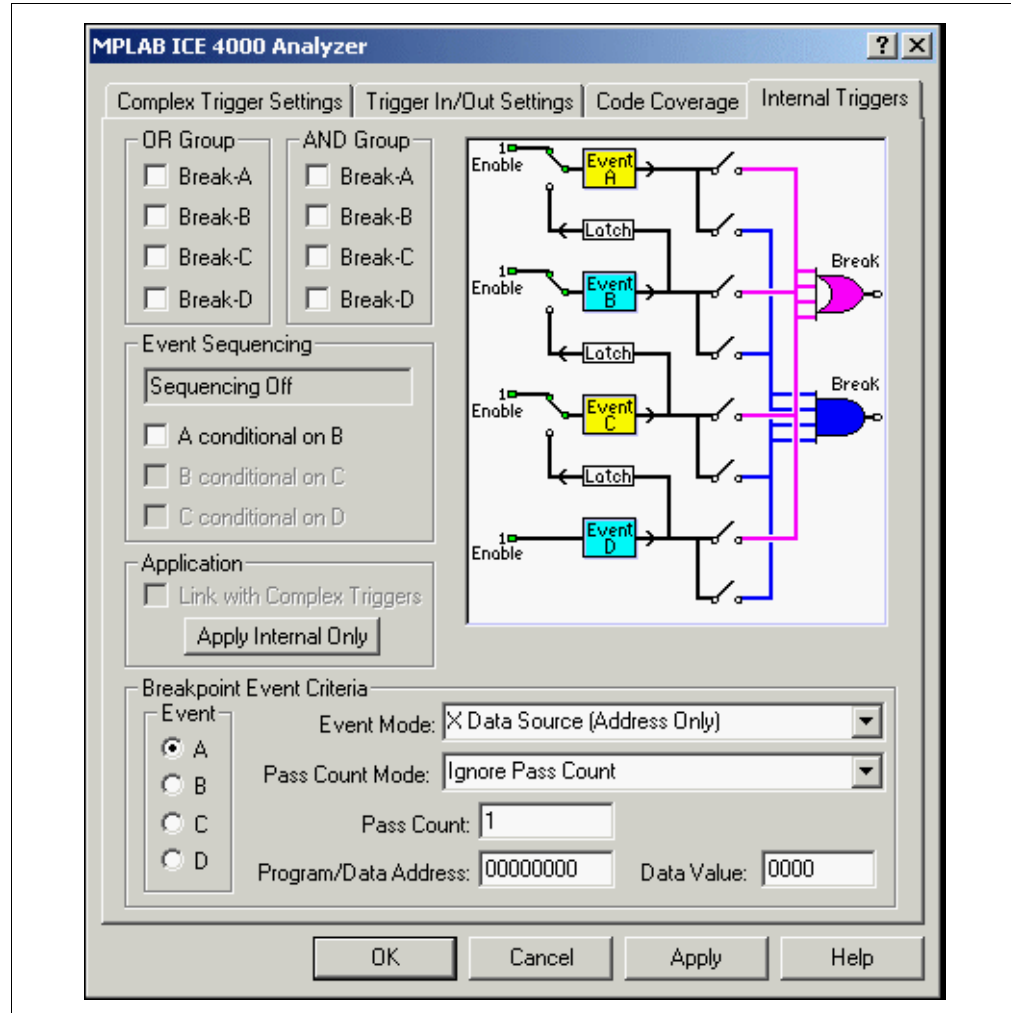 MPLAB ICE 4000 Analyzer
Complex Trigger Settings
Trigger In/Out Settings
Code Coverage
Internal Triggers
OR Group
Break-A
Break-B
Break-C
Break-D
AND Group
Break-A
Break-B
Break-C
Break-D
Event Sequencing
Sequencing Off
A conditional on B
B conditional on C
C conditional on D
Application
Link with Complex Triggers
Apply Internal Only
1
Enable
Event
A
Latch
1
Enable
Event
B
Latch
1
Enable
Event
C
Latch
1
Enable
Event
D
Break
Break
Breakpoint Event Criteria
Event
A
B
C
D
Event Mode: X Data Source (Address Only)
Pass Count Mode: Ignore Pass Count
Pass Count: 1
Program/Data Address: 00000000 Data Value: 0000
OK
Cancel
Apply
Help